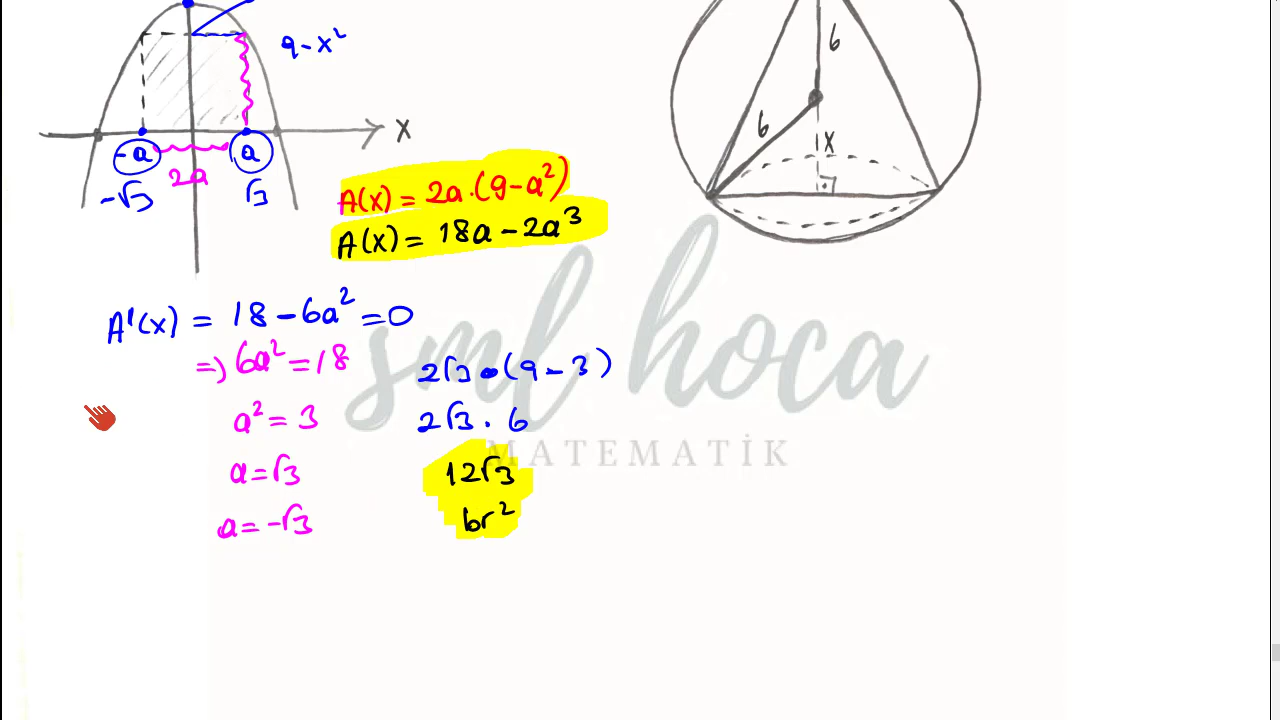 9-x²
x
-a
a
2a
-√3
√3
A(x) = 2a.(9-a²)
A(x) = 18a-2a³
A'(x) = 18-6a² =0
=) 6a² =18
a² = 3
a=√3
a=-√3
2√3.(9-3)
2√3.6
12√3
br²
6
6
x
sml hoca
MATEMATİK